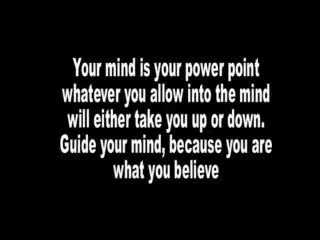 Your mind is your power point
whatever you allow into the mind
will either take you up or down.
Guide your mind, because you are
what you believe